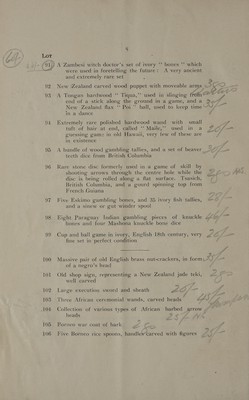 4
Lot
64
91 A Zambesi witch doctor's set of ivory " bones " which
were used in foretelling the future : A very ancient
and extremely rare set
92 New Zealand carved wood poppet with moveable arms
93 A Tongan hardwood " Tiqua," used in slinging from
end of a stick along the ground in a game, and a
New Zealand flax " Poi " ball, used to keep time
in a dance
94 Extremely rare polished hardwood wand with small
tuft of hair at end, called " Maile," used in a
guessing game in old Hawaii, very few of these are
in existence
95 A bundle of wood gambling tallies, and a set of beaver
teeth dice from British Columbia
96 Rare stone disc formerly used in a game of skill by
shooting arrows through the centre hole while the
disc is being rolled along a flat surface. Travels,
British Columbia, and a gourd spinning top from
French Guiana
97 Five Eskimo gambling bones, and 35 ivory fish tallies,
and a sinew or gut winder spool
98 Eight Paraguay Indian gambling pieces of knuckle
bones and four Mashona knuckle bone dice
99 Cup and ball game in ivory, English 18th century, very
fine set in perfect condition
100 Massive pair of old English brass nut-crackers, in form
of a negro's head
101 Old shop sign, representing a New Zealand jade teki,
well carved
102 Large execution sword and sheath
103 Three African ceremonial wands, carved heads
104 Collection of various types of African barbed arrow
heads
105 Borneo war coat of bark
106 Five Borneo rice spoons, handles carved with figures